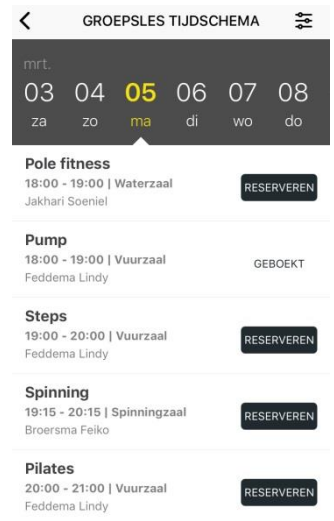 GROEPSLES TIJDSCHEMA
mrt.
03 04 05 06 07 08
za zo ma di wo do
Pole fitness
18:00 - 19:00 | Waterzaal
Jakhari Soeniel
RESERVEREN
Pump
18:00 - 19:00 | Vuurzaal
Feddema Lindy
GEBOEKT
Steps
19:00 - 20:00 | Vuurzaal
Feddema Lindy
RESERVEREN
Spinning
19:15 - 20:15 | Spinningzaal
Broersma Feiko
RESERVEREN
Pilates
20:00 - 21:00 | Vuurzaal
Feddema Lindy
RESERVEREN